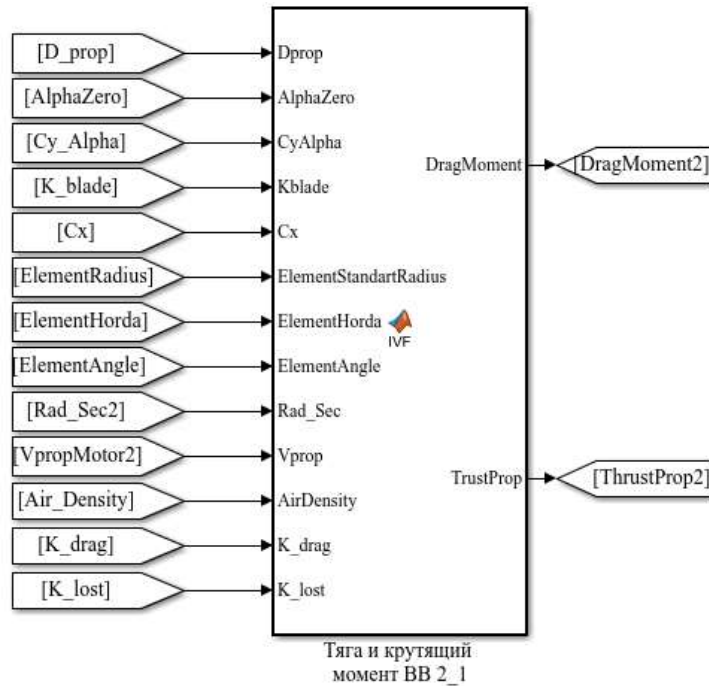 [D_prop]
Dprop
[AlphaZero]
AlphaZero
[Cy_Alpha]
CyAlpha
DragMoment
[DragMoment2]
[K_blade]
Kblade
[Cx]
Cx
[ElementRadius]
ElementStandartRadius
[ElementHorda]
ElementHorda
IVF
[ElementAngle]
ElementAngle
[Rad_Sec2]
Rad_Sec
[VpropMotor2]
Vprop
TrustProp
[ThrustProp2]
[Air_Density]
AirDensity
[K_drag]
K_drag
[K_lost]
K_lost
Тяга и крутящий
момент ВВ 2_1